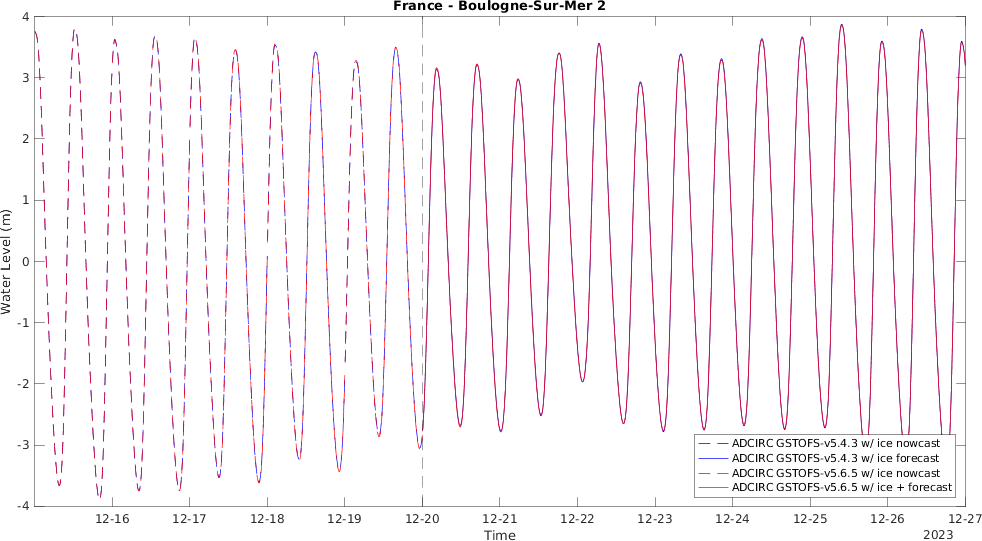 France - Boulogne-Sur-Mer 2
4
3
2
1
0
-1
-2
-3
-4
Water Level (m)
ADCIRC GSTOFS-v5.4.3 w/ ice nowcast
ADCIRC GSTOFS-v5.4.3 w/ ice forecast
ADCIRC GSTOFS-v5.6.5 w/ ice nowcast
ADCIRC GSTOFS-v5.6.5 w/ ice + forecast
12-16 12-17 12-18 12-19 12-20 12-21 12-22 12-23 12-24 12-25 12-26 12-27
Time
2023